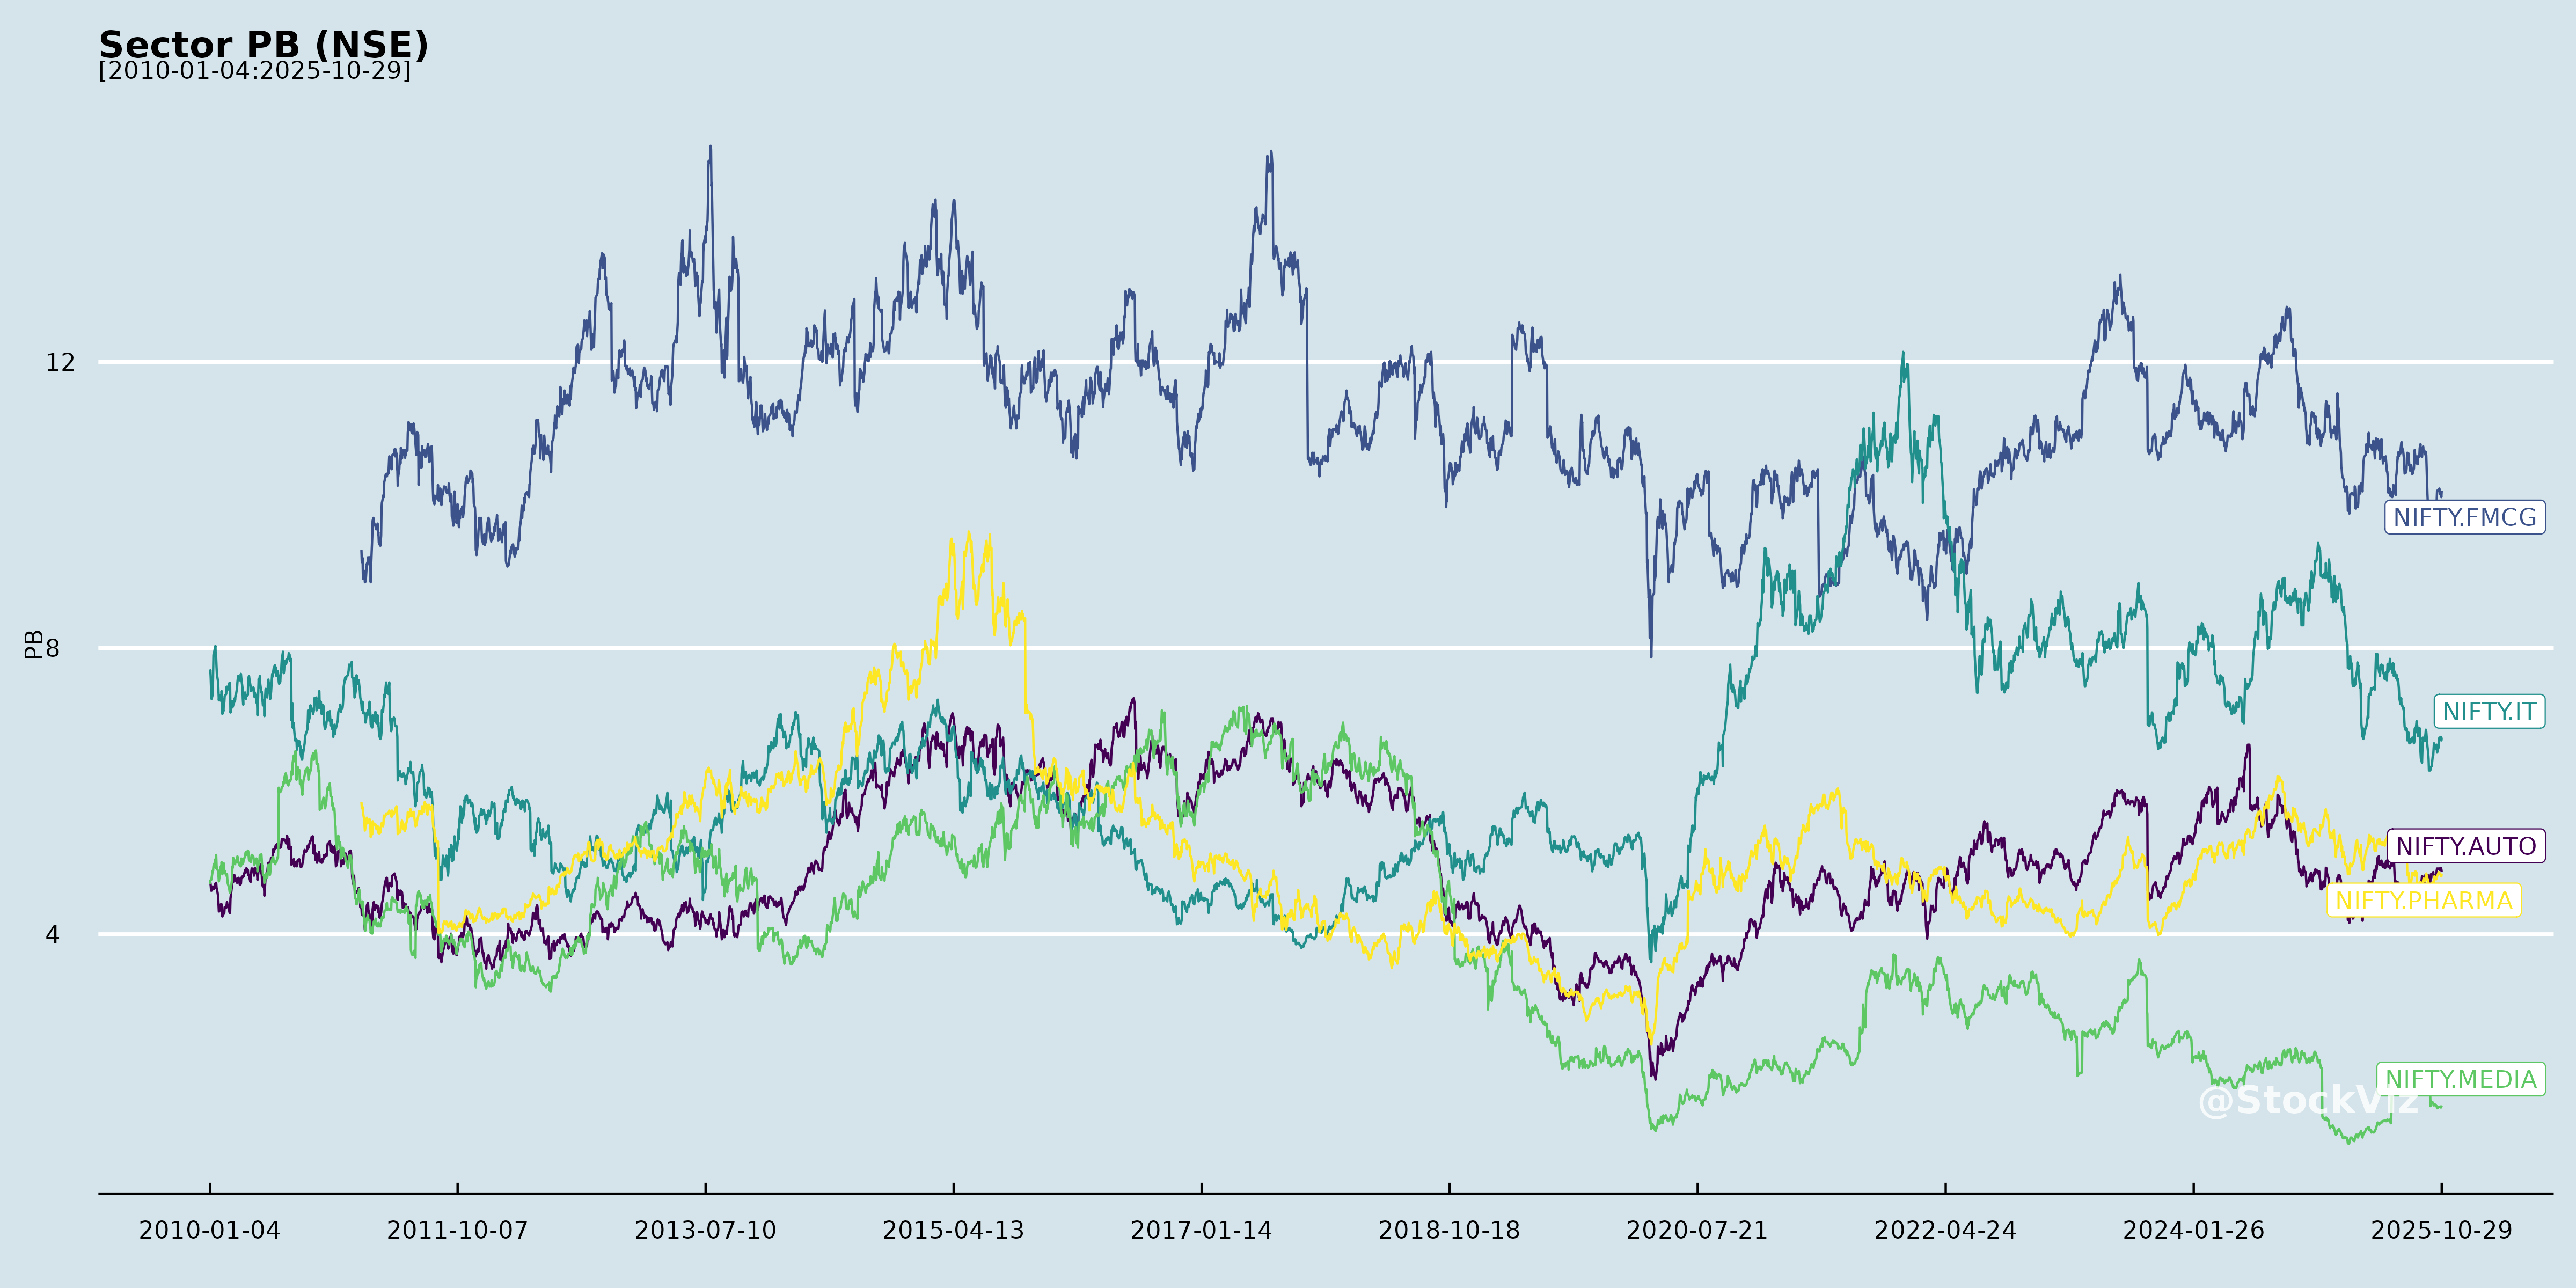 Sector PB (NSE)
[2010-01-04:2025-10-29]
12
PB
8
4
NIFTY.FMCG
NIFTY.IT
NIFTY.AUTO
NIFTY.PHARMA
NIFTY.MEDIA
@StockViz
2010-01-04 2011-10-07 2013-07-10 2015-04-13 2017-01-14 2018-10-18 2020-07-21 2022-04-24 2024-01-26 2025-10-29